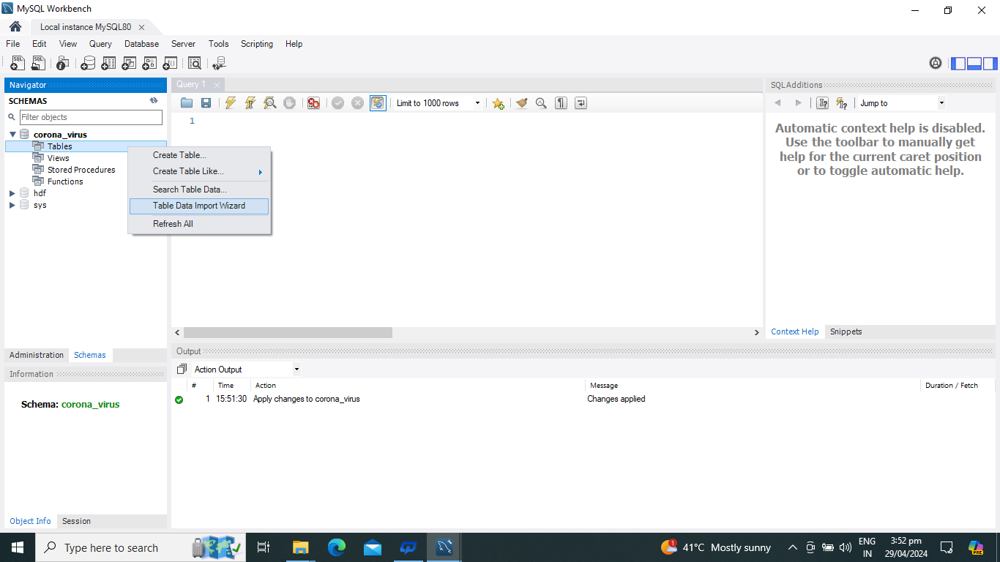 MySQL Workbench
Local instance MySQL80
File Edit View Query Database Server Tools Scripting Help
Navigator
SCHEMAS
Filter objects
corona_virus
Tables
Views
Stored Procedures
Functions
hdf
sys
Create Table...
Create Table Like...
Search Table Data...
Table Data Import Wizard
Refresh All
Administration Schemas
Information
Schema: corona_virus
Object Info Session
Query 1
Limit to 1000 rows
1
SQLAdditions
Jump to
Automatic context help is disabled.
Use the toolbar to manually get
help for the current caret position
or to toggle automatic help.
Context Help Snippets
Output
Action Output
# Time Action Message Duration / Fetch
1 15:51:30 Apply changes to corona_virus Changes applied
Type here to search
1
41°C Mostly sunny
ENG
IN
3:52 pm
29/04/2024
PRE